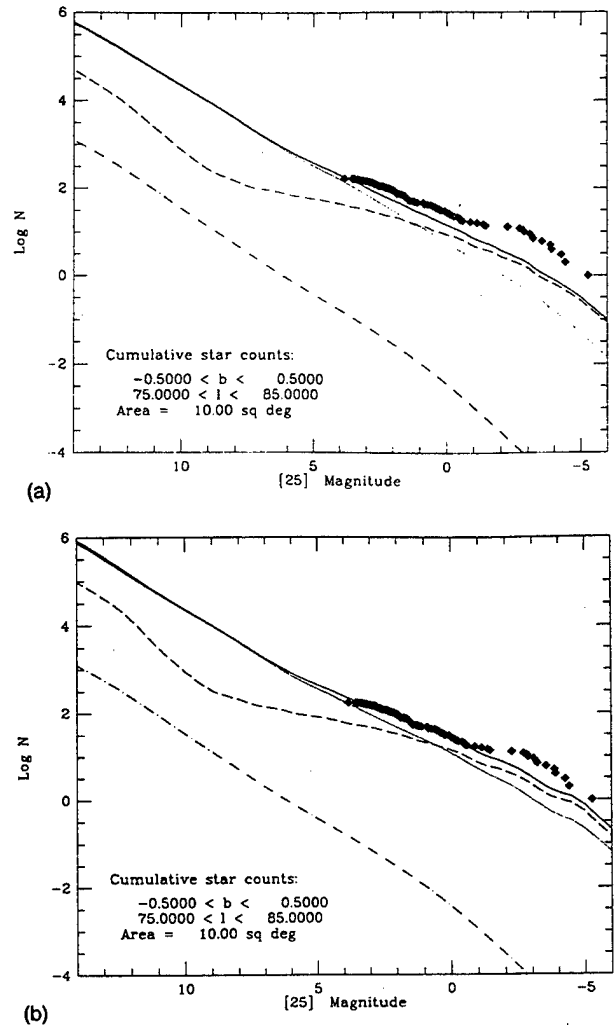 6
4
2
0
-2
-4
Log N
Cumulative star counts:
-0.5000 < b < 0.5000
75.0000 < l < 85.0000
Area = 10.00 sq deg
10
5
0
-5
[25] Magnitude
(a)
6
4
2
0
-2
-4
Log N
Cumulative star counts:
-0.5000 < b < 0.5000
75.0000 < l < 85.0000
Area = 10.00 sq deg
10
5
0
-5
[25] Magnitude
(b)